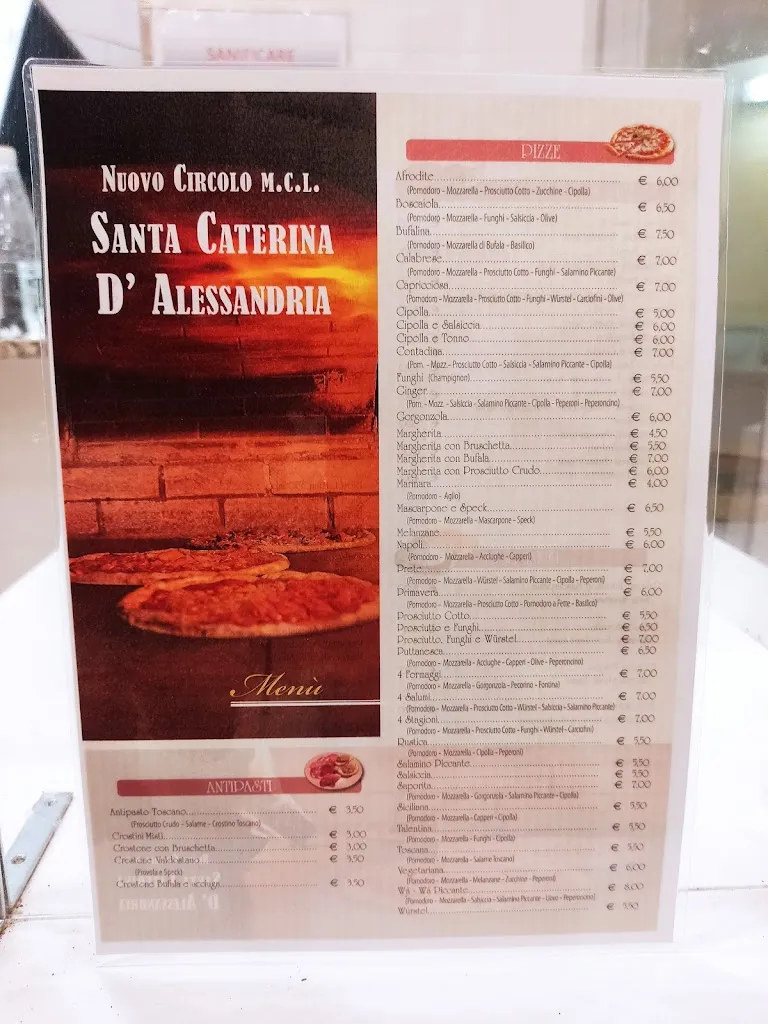 SANIFICARE
NUOVO CIRCOLO M.C.L.
SANTA CATERINA
D' ALESSANDRIA
Menù
ANTIPASTI
Antipasto Toscano € 3,50
(Prosciutto Crudo - Salame - Crostino Toscano)
Crostini Misti € 3,00
Crostone con Bruschetta € 3,00
Crostone Valdostano € 3,50
(Provola e Speck)
Crostone Bufala e acciuga € 3,50
PIZZE
Afrodite € 6,00
(Pomodoro - Mozzarella - Prosciutto Cotto - Zucchine - Cipolla)
Boscaiola € 6,50
(Pomodoro - Mozzarella - Funghi - Salsiccia - Olive)
Bufalina € 7,50
(Pomodoro - Mozzarella di Bufala - Basilico)
Calabrese € 7,00
(Pomodoro - Mozzarella - Prosciutto Cotto - Funghi - Salamino Piccante)
Capricciosa € 7,00
(Pomodoro - Mozzarella - Prosciutto Cotto - Funghi - Würstel - Carciofini - Olive)
Cipolla € 5,00
Cipolla e Salsiccia € 6,00
Cipolla e Tonno € 6,00
Contadina € 7,00
(Pom. - Mozz.- Prosciutto Cotto - Salsiccia - Salamino Piccante - Cipolla)
Funghi (Champignon) € 5,50
Ginger € 7,00
(Pom. - Mozz. - Salsiccia - Salamino Piccante - Cipolla - Peperoni - Peperoncino)
Gorgonzola € 6,00
Margherita € 4,50
Margherita con Bruschetta € 5,50
Margherita con Bufala € 7,00
Margherita con Prosciutto Crudo € 6,00
Marinara € 4,00
(Pomodoro - Aglio)
Mascarpone e Speck € 6,50
(Pomodoro - Mozzarella - Mascarpone - Speck)
Melanzane € 5,50
Napoli € 6,00
(Pomodoro - Mozzarella - Acciughe - Capperi)
Prete € 7,00
(Pomodoro - Mozzarella - Würstel - Salamino Piccante - Cipolla - Peperoni) €
Primavera € 6,00
(Pomodoro - Mozzarella - Prosciutto Cotto - Pomodoro a Fette - Basilico)
Prosciutto Cotto € 5,50
Prosciutto e Funghi € 6,50
Prosciutto, Funghi e Würstel € 7,00
Puttanesca € 6,50
(Pomodoro - Mozzarella - Acciughe - Capperi - Olive - Peperoncino)
4 Formaggi € 7,00
(Pomodoro - Mozzarella - Gorgonzola - Pecorino - Fontina)
4 Salumi € 7,00
(Pomodoro - Mozzarella - Prosciutto Cotto - Würstel - Salsiccia - Salamino Piccante)
4 Stagioni € 7,00
(Pomodoro - Mozzarella - Prosciutto Cotto - Funghi - Würstel - Carciofini)
Rustica € 5,50
(Pomodoro - Mozzarella - Cipolla - Peperoni)
Salamino Piccante € 5,50
Salsiccia € 5,50
Saporita € 7,00
(Pomodoro - Mozzarella - Gorgonzola - Salamino Piccante - Cipolla)
Siciliana € 5,50
(Pomodoro - Mozzarella - Capperi - Cipolla)
Talentina € 5,50
(Pomodoro - Mozzarella - Funghi - Cipolla)
Toscana € 5,50
(Pomodoro - Mozzarella - Salame Toscano)
Vegetariana € 6,00
(Pomodoro - Mozzarella - Melanzane - Zucchine - Peperoni)
Wà - Wà Piccante € 8,00
(Pomodoro - Mozzarella - Salsiccia - Salamino Piccante - Uovo - Peperoncino)
Würstel € 5,50